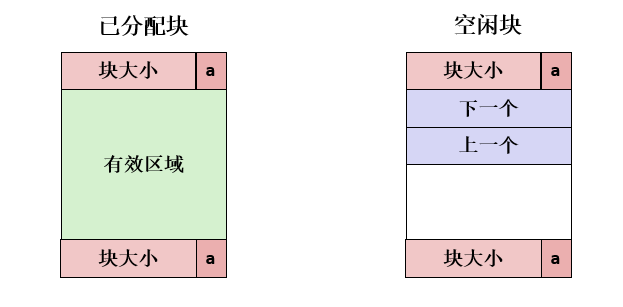 已分配块
块大小 a
有效区域
块大小 a
空闲块
块大小 a
下一个
上一个
块大小 a